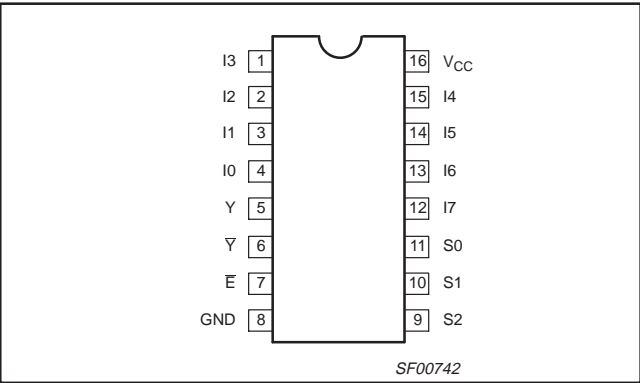 I3 1 16 V_CC
I2 2 15 I4
I1 3 14 I5
I0 4 13 I6
Y 5 12 I7
Y̅ 6 11 S0
E̅ 7 10 S1
GND 8 9 S2
SF00742